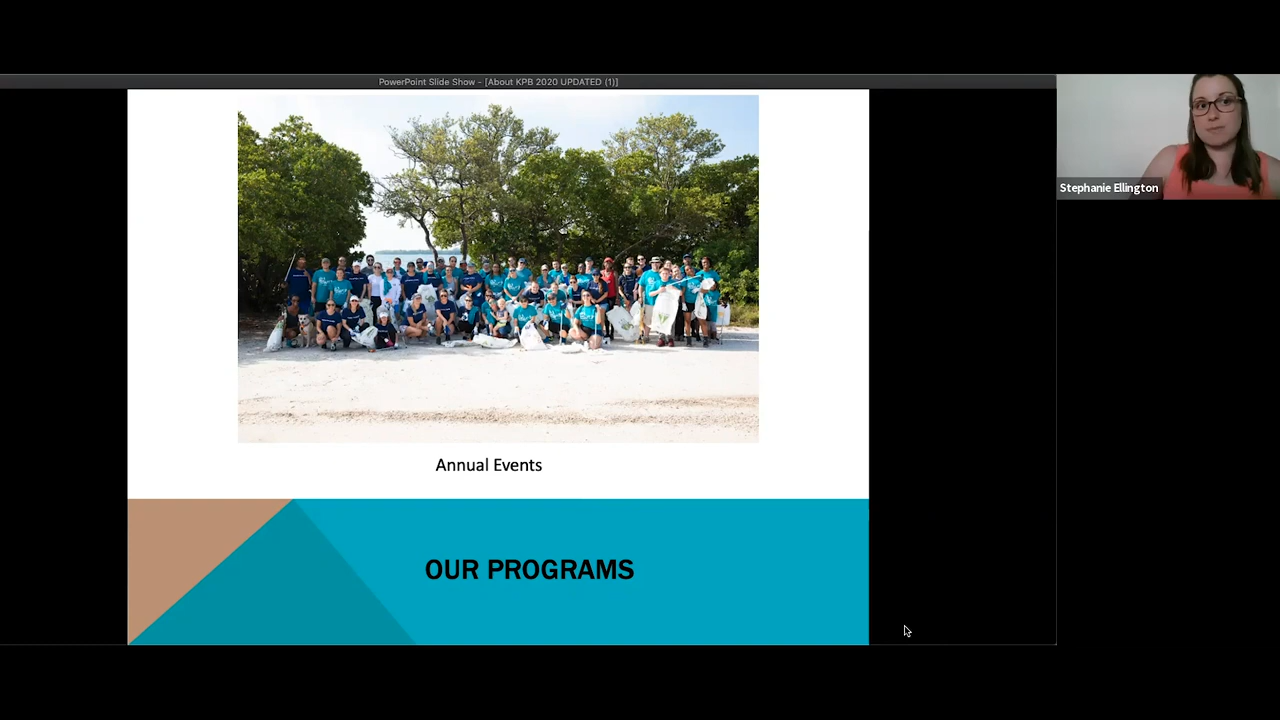 PowerPoint Slide Show - [About KPB 2020 UPDATED (1)]
Stephanie Ellington
Annual Events
OUR PROGRAMS